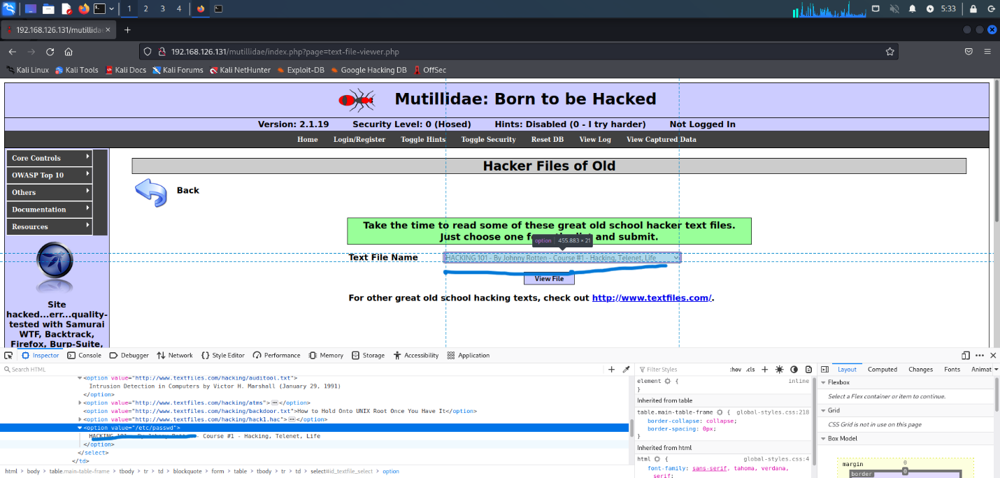 1 2 3 4 5:33
192.168.126.131/mutillidae
192.168.126.131/mutillidae/index.php?page=text-file-viewer.php
Kali Linux Kali Tools Kali Docs Kali Forums Kali NetHunter Exploit-DB Google Hacking DB OffSec
Mutillidae: Born to be Hacked
Version: 2.1.19 Security Level: 0 (Hosed) Hints: Disabled (0 - I try harder) Not Logged In
Home Login/Register Toggle Hints Toggle Security Reset DB View Log View Captured Data
Core Controls
OWASP Top 10
Others
Documentation
Resources
Site
hacked...err...quality-
tested with Samurai
WTF, Backtrack,
Firefox, Burp-Suite,
Hacker Files of Old
Back
Take the time to read some of these great old school hacker text files.
Just choose one and submit.
option 455.883 × 21
Text File Name HACKING 101 - By Johnny Rotten - Course #1 - Hacking, Telenet, Life
View File
For other great old school hacking texts, check out http://www.textfiles.com/.
Inspector Console Debugger Network Style Editor Performance Memory Storage Accessibility Application
Search HTML
<option value="http://www.textfiles.com/hacking/auditool.txt">
Intrusion Detection in Computers by Victor H. Marshall (January 29, 1991)
</option>
<option value="http://www.textfiles.com/hacking/atms"></option>
<option value="http://www.textfiles.com/hacking/backdoor.txt">How to Hold Onto UNIX Root Once You Have It</option>
<option value="http://www.textfiles.com/hacking/hack1.hac"></option>
<option value="/etc/passwd">
HACKING 101 - By Johnny Rotten - Course #1 - Hacking, Telenet, Life
</option>
</select>
</td>
html body table.main-table-frame tbody tr td blockquote form table tbody tr td select#id_textfile_select option
Filter Styles :hov .cls
element { inline
}
Inherited from table
table.main-table-frame { global-styles.css:218
border-collapse: collapse;
border-spacing: 0px;
}
Inherited from html
html { global-styles.css:4
font-family: sans-serif, tahoma, verdana,
serif;
Layout Computed Changes Fonts Animat
Flexbox
Select a Flex container or item to continue.
Grid
CSS Grid is not in use on this page
Box Model
margin 0
border 0